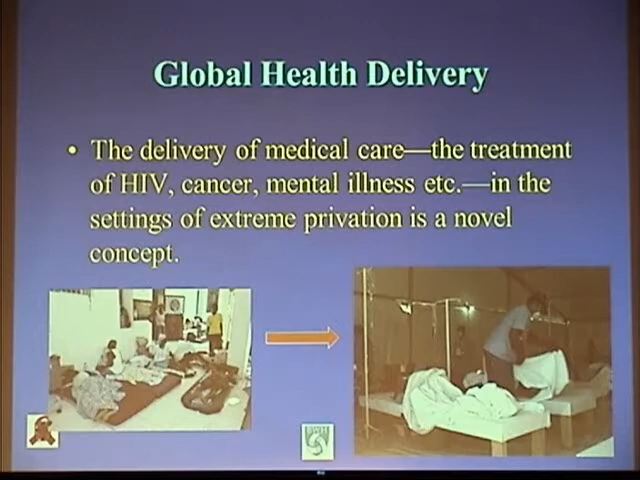 Global Health Delivery
• The delivery of medical care—the treatment
of HIV, cancer, mental illness etc.—in the
settings of extreme privation is a novel
concept.